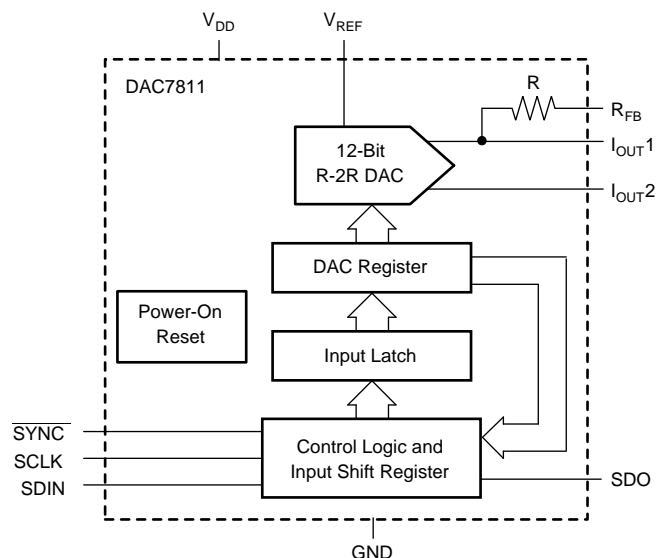 V_DD
V_REF
DAC7811
R
R_FB
12-Bit
R-2R DAC
I_OUT1
I_OUT2
DAC Register
Power-On
Reset
Input Latch
S̅Y̅N̅C̅
SCLK
SDIN
Control Logic and
Input Shift Register
SDO
GND